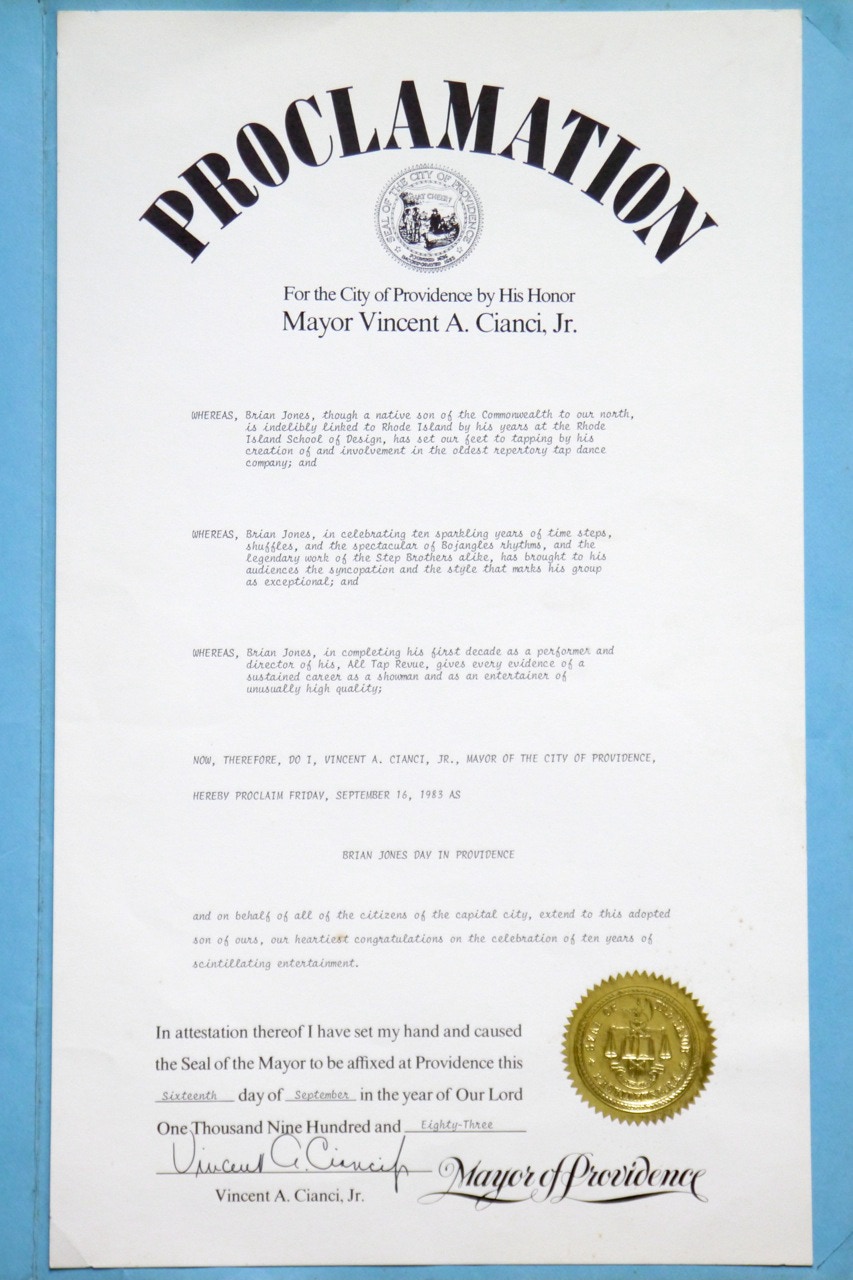 PROCLAMATION
SEAL OF THE CITY OF PROVIDENCE
WHAT CHEER?
For the City of Providence by His Honor
Mayor Vincent A. Cianci, Jr.
WHEREAS, Brian Jones, though a native son of the Commonwealth to our north,
is indelibly linked to Rhode Island by his years at the Rhode
Island School of Design, has set our feet to tapping by his
creation of and involvement in the oldest repertory tap dance
company; and
WHEREAS, Brian Jones, in celebrating ten sparkling years of time steps,
shuffles, and the spectacular of Bojangles rhythms, and the
legendary work of the Step Brothers alike, has brought to his
audiences the syncopation and the style that marks his group
as exceptional; and
WHEREAS, Brian Jones, in completing his first decade as a performer and
director of his, All Tap Revue, gives every evidence of a
sustained career as a showman and as an entertainer of
unusually high quality;
NOW, THEREFORE, DO I, VINCENT A. CIANCI, JR., MAYOR OF THE CITY OF PROVIDENCE,
HEREBY PROCLAIM FRIDAY, SEPTEMBER 16, 1983 AS
BRIAN JONES DAY IN PROVIDENCE
and on behalf of all of the citizens of the capital city, extend to this adopted
son of ours, our heartiest congratulations on the celebration of ten years of
scintillating entertainment.
In attestation thereof I have set my hand and caused
the Seal of the Mayor to be affixed at Providence this
Sixteenth day of September in the year of Our Lord
One Thousand Nine Hundred and Eighty-Three
Vincent A. Cianci Jr
Mayor of Providence
Vincent A. Cianci, Jr.